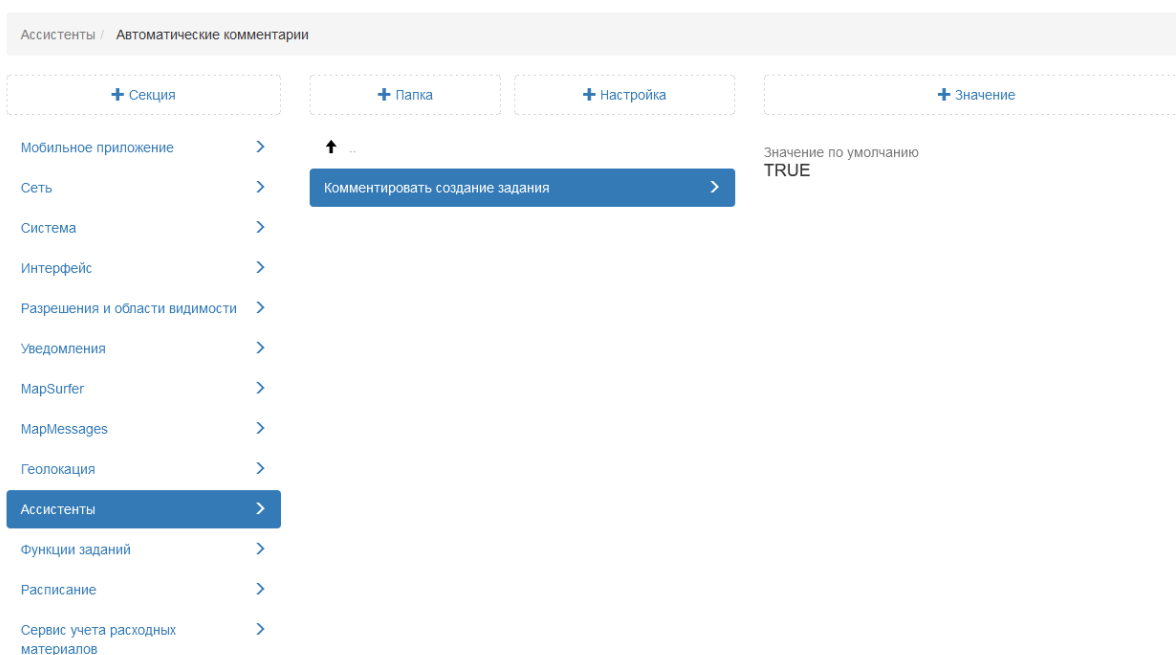 Ассистенты / Автоматические комментарии
+ Секция
+ Папка
+ Настройка
+ Значение
Мобильное приложение
Сеть
Система
Интерфейс
Разрешения и области видимости
Уведомления
MapSurfer
MapMessages
Геолокация
Ассистенты
Функции заданий
Расписание
Сервис учета расходных
материалов
..
Комментировать создание задания
Значение по умолчанию
TRUE